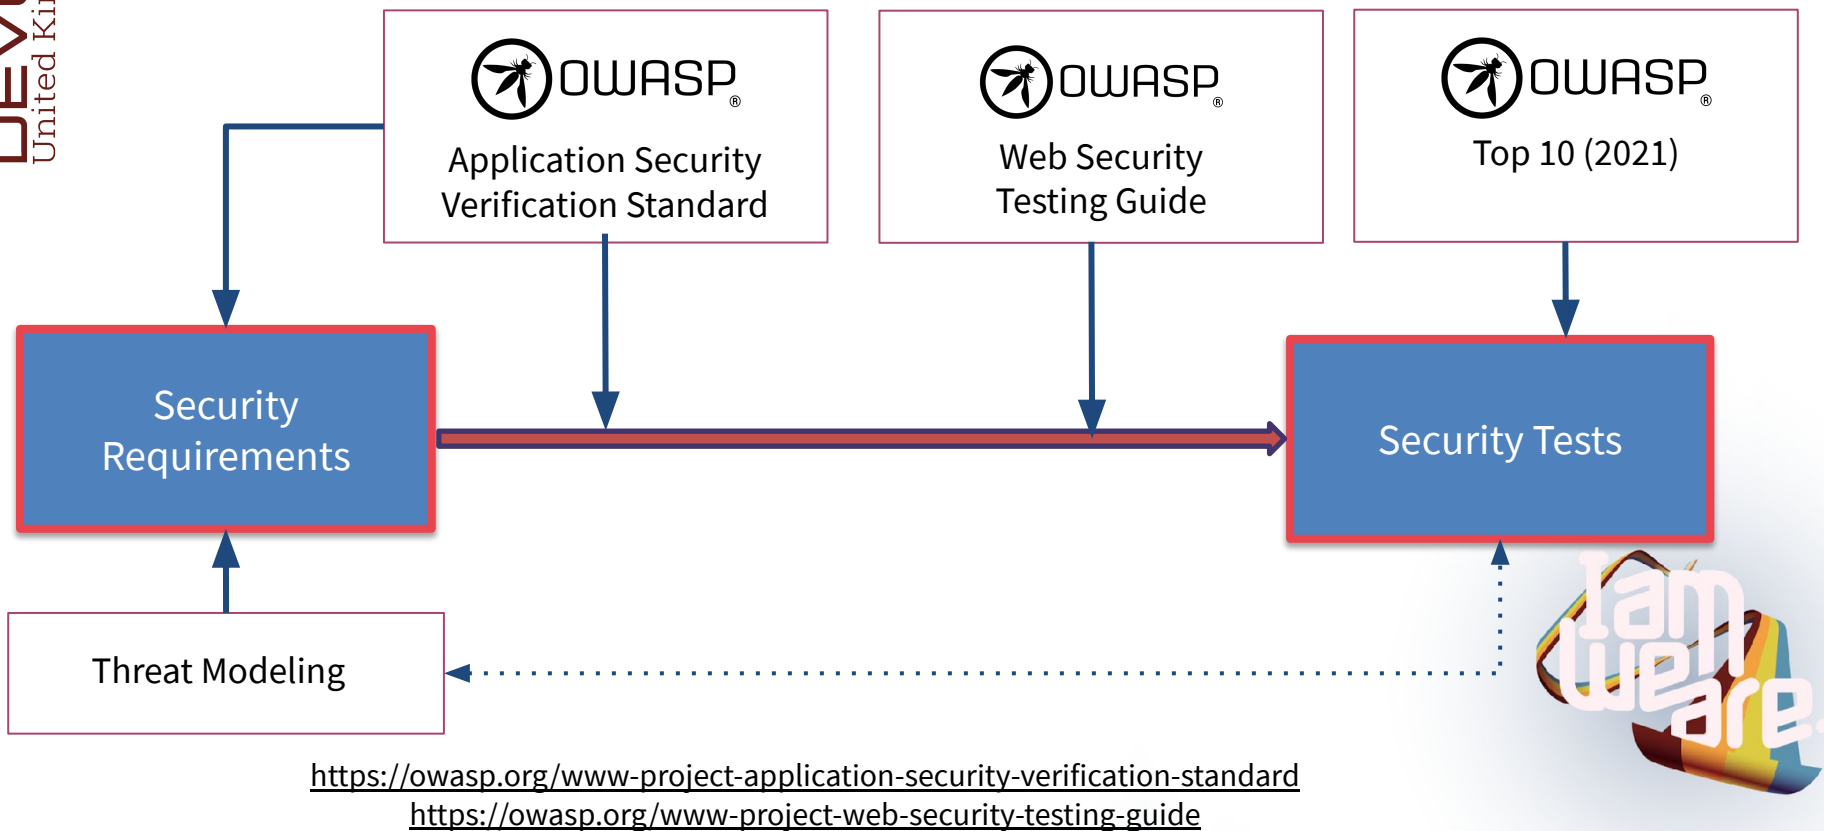 United Kin
OWASP®
Application Security
Verification Standard
OWASP®
Web Security
Testing Guide
OWASP®
Top 10 (2021)
Security
Requirements
Security Tests
Threat Modeling
I am
we
are.
https://owasp.org/www-project-application-security-verification-standard
https://owasp.org/www-project-web-security-testing-guide